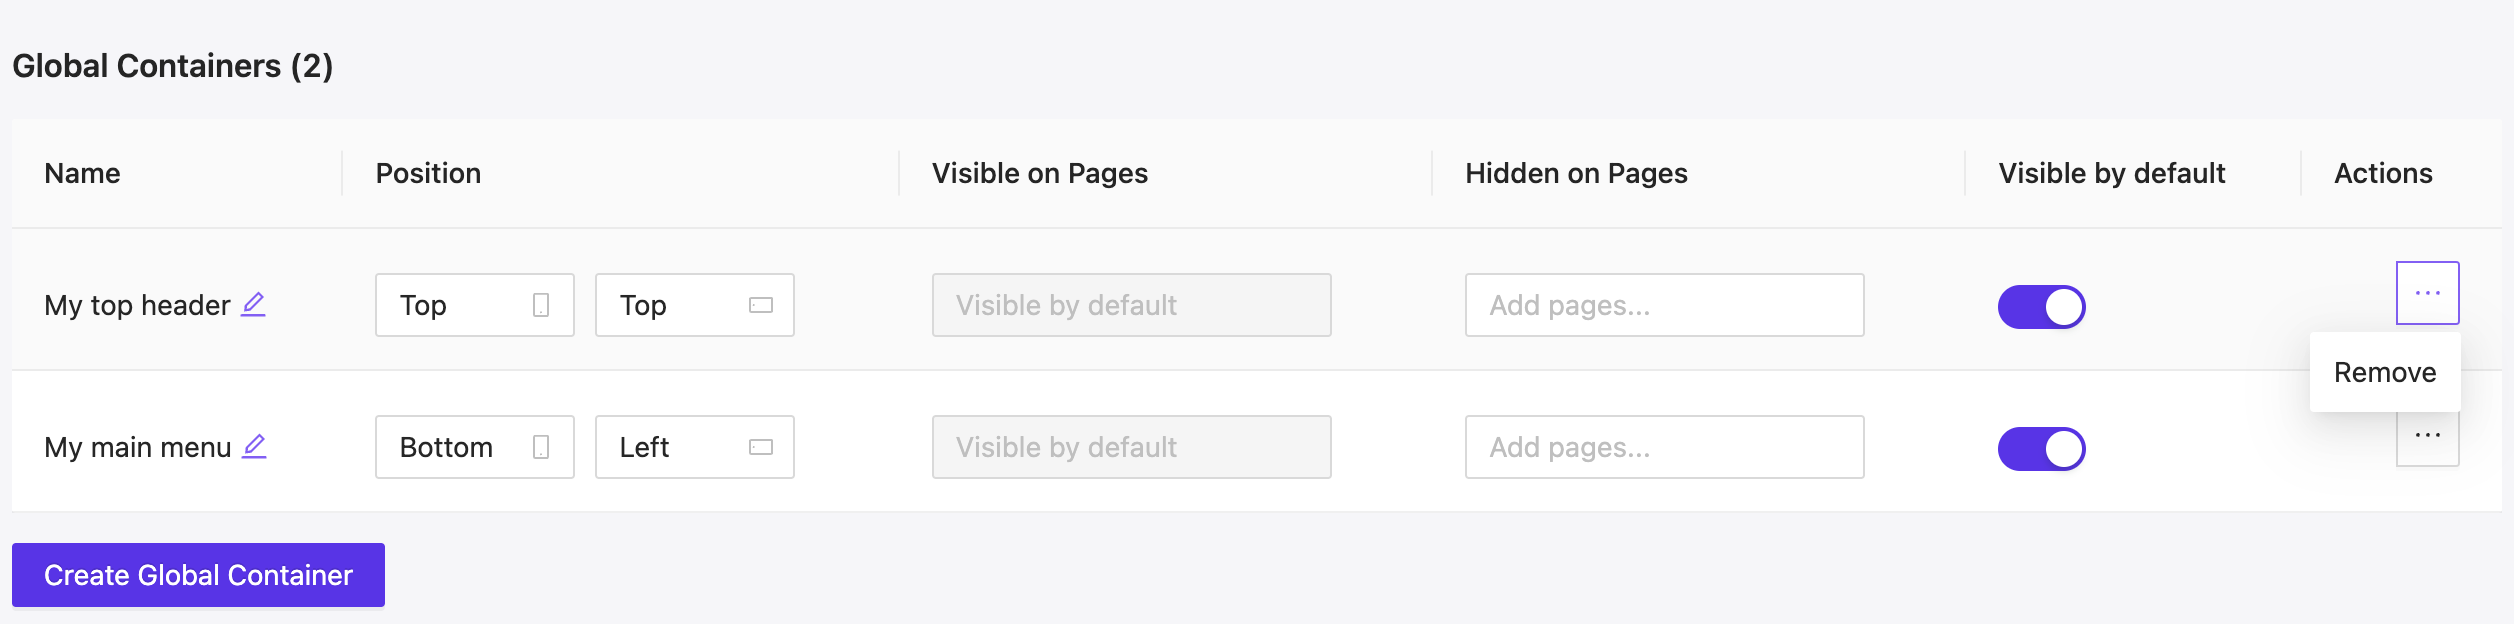 Global Containers (2)
Name Position Visible on Pages Hidden on Pages Visible by default Actions
My top header Top Top Visible by default Add pages... ...
Remove
My main menu Bottom Left Visible by default Add pages... ...
Create Global Container